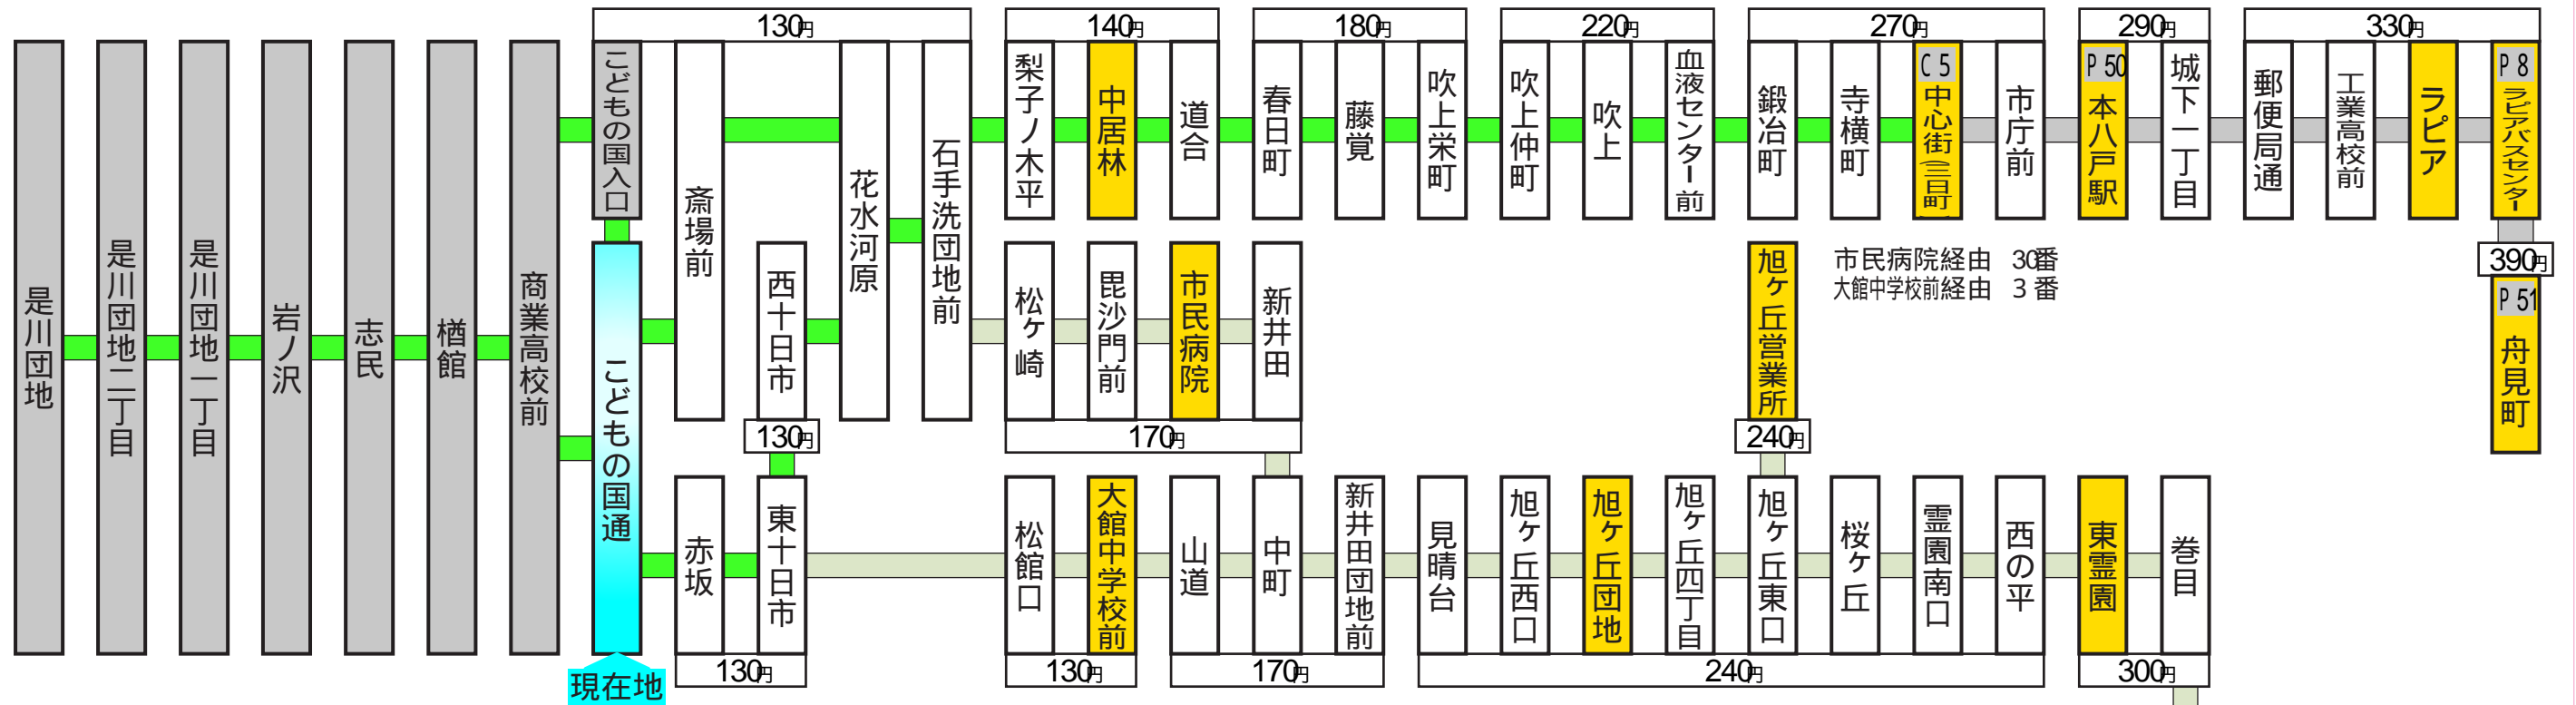 130円
140円
180円
220円
270円
290円
330円
是川団地
是川団地二丁目
是川団地一丁目
岩ノ沢
志民
楢館
商業高校前
こどもの国入口
こどもの国通
現在地
斎場前
西十日市
130円
花水河原
石手洗団地前
梨子ノ木平
中居林
道合
春日町
藤覚
吹上栄町
吹上仲町
吹上
血液センター前
鍛冶町
寺横町
C 5
中心街(三日町)
市庁前
P 50
本八戸駅
城下一丁目
郵便局通
工業高校前
ラピア
P 8
ラピアバスセンター
390円
P 51
舟見町
松ケ崎
毘沙門前
市民病院
新井田
170円
旭ケ丘営業所
240円
市民病院経由 30番
大館中学校前経由 3 番
赤坂
東十日市
130円
松館口
大館中学校前
130円
山道
中町
新井田団地前
170円
見晴台
旭ケ丘西口
旭ケ丘団地
旭ケ丘四丁目
旭ケ丘東口
桜ケ丘
霊園南口
西の平
240円
東霊園
巻目
300円